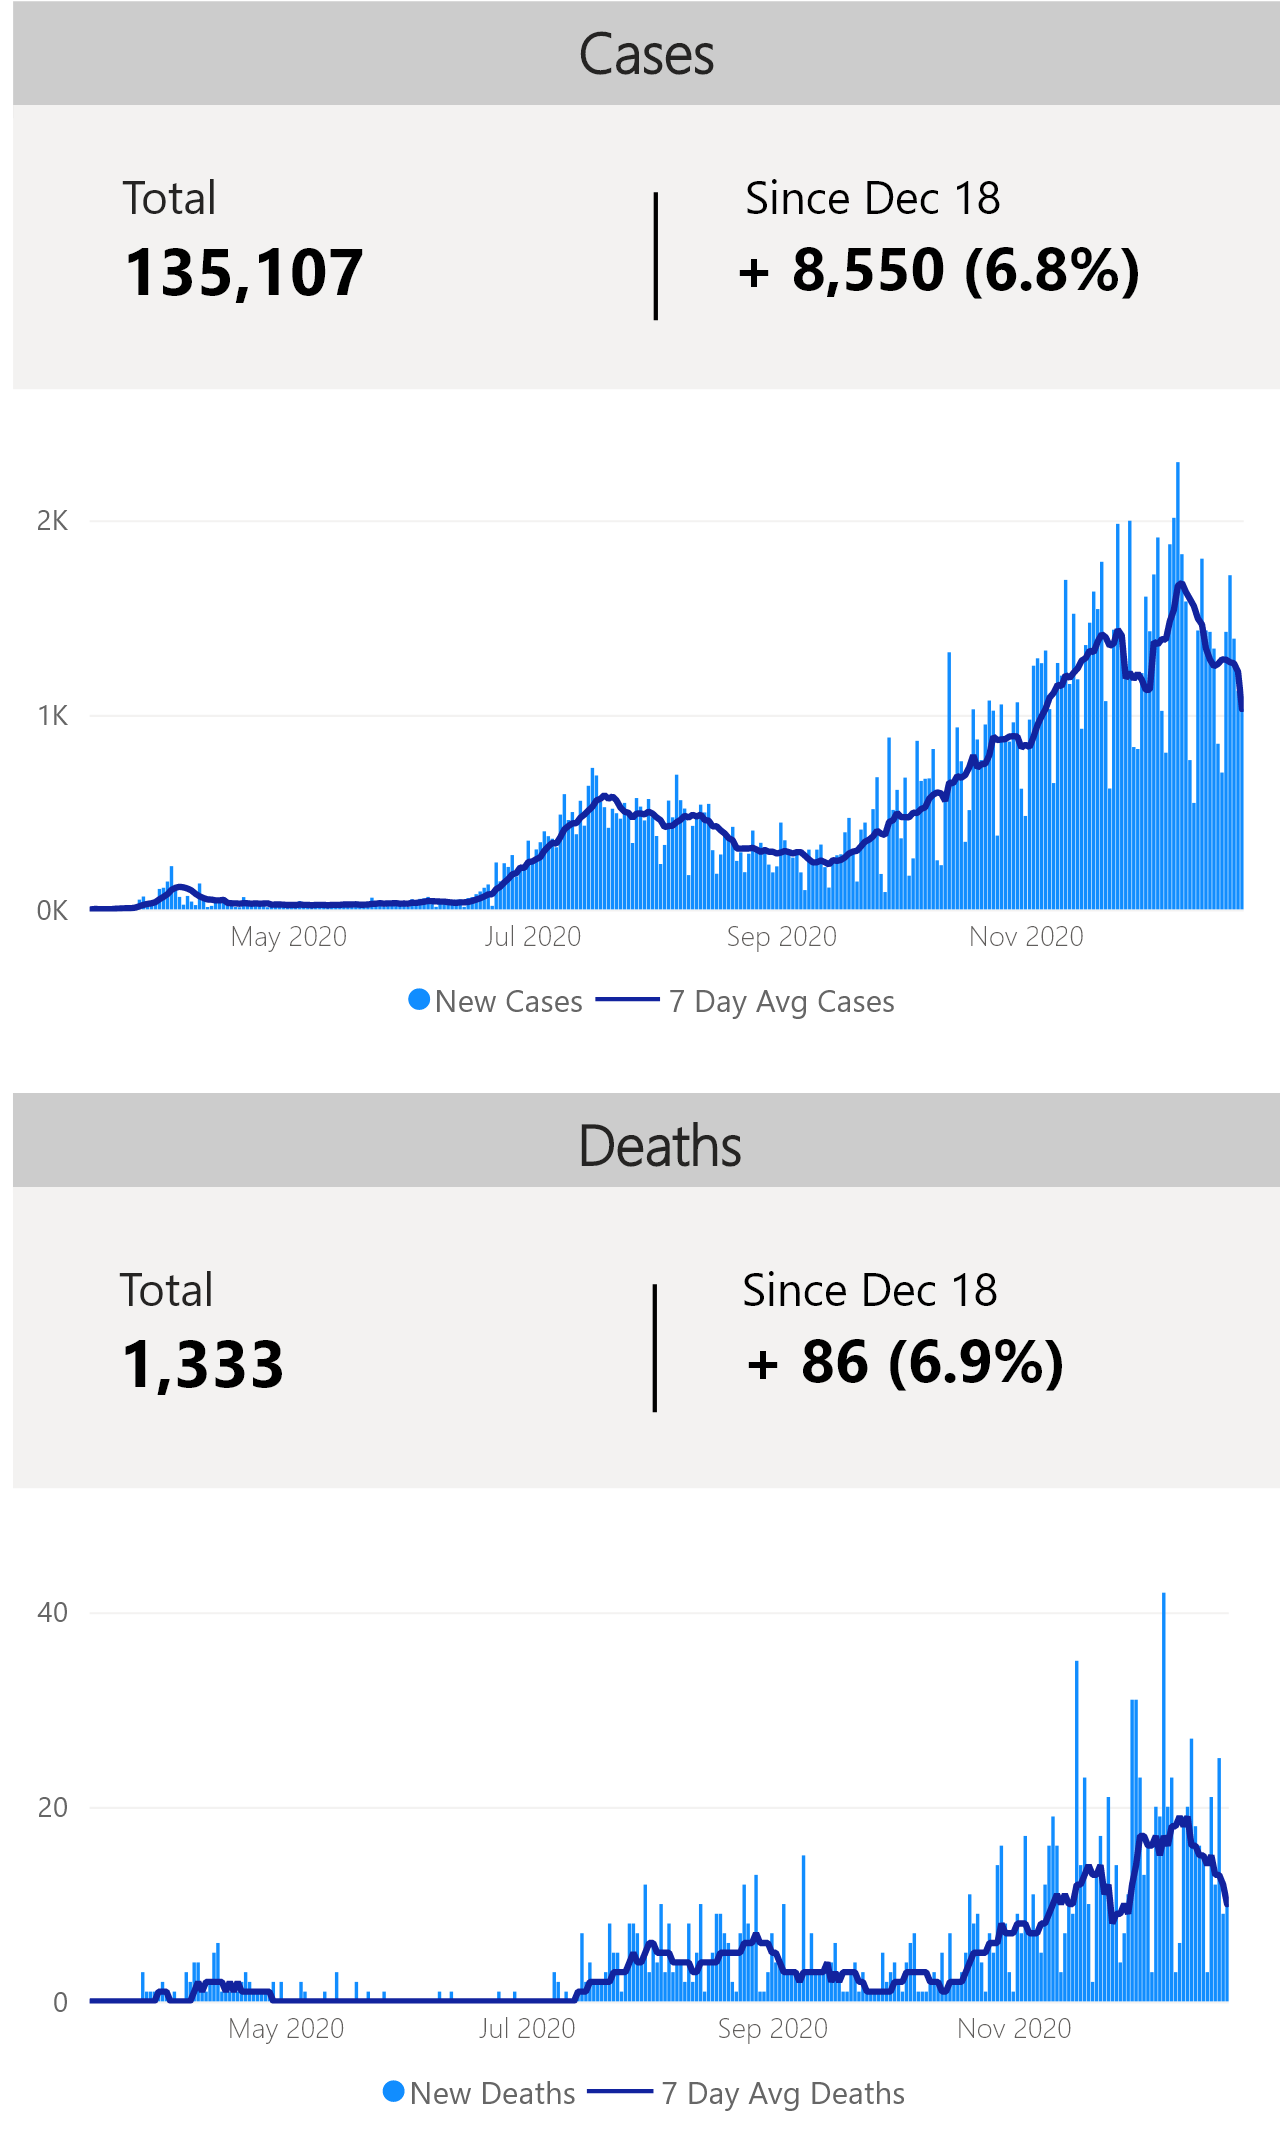 Cases
Total
Since Dec 18
135,107
+ 8,550 (6.8%)
2K
1K
0K
May 2020
Jul 2020
Sep 2020
Nov 2020
New Cases
7 Day Avg Cases
Deaths
Total
Since Dec 18
1,333
+ 86 (6.9%)
40
20
0
May 2020
Jul 2020
Sep 2020
Nov 2020
New Deaths
7 Day Avg Deaths